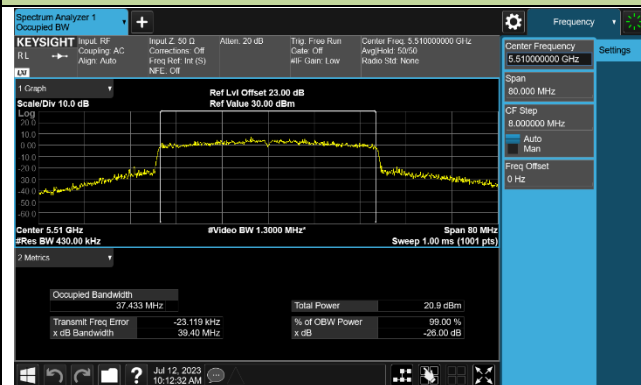 Spectrum Analyzer 1
Occupied BW
Frequency
KEYSIGHT
Input: RF
Coupling: AC
Align: Auto
Input Z: 50 Ω
Corrections: Off
Freq Ref: Int (S)
NFE: Off
Atten: 20 dB
Trig: Free Run
Gate: Off
#IF Gain: Low
Center Freq: 5.510000000 GHz
Avg|Hold: 50/50
Radio Std: None
RL
LXI
Center Frequency
5.510000000 GHz
Settings
Span
80.000 MHz
CF Step
8.000000 MHz
Auto
Man
Freq Offset
0 Hz
1 Graph
Scale/Div 10.0 dB
Ref Lvl Offset 23.00 dB
Ref Value 30.00 dBm
Log
20.0
10.0
0.00
-10.0
-20.0
-30.0
-40.0
-50.0
-60.0
Center 5.51 GHz
#Res BW 430.00 kHz
#Video BW 1.3000 MHz*
Span 80 MHz
Sweep 1.00 ms (1001 pts)
2 Metrics
Occupied Bandwidth
37.433 MHz
Total Power 20.9 dBm
Transmit Freq Error -23.119 kHz
% of OBW Power 99.00 %
x dB Bandwidth 39.40 MHz
x dB -26.00 dB
Jul 12, 2023
10:12:32 AM